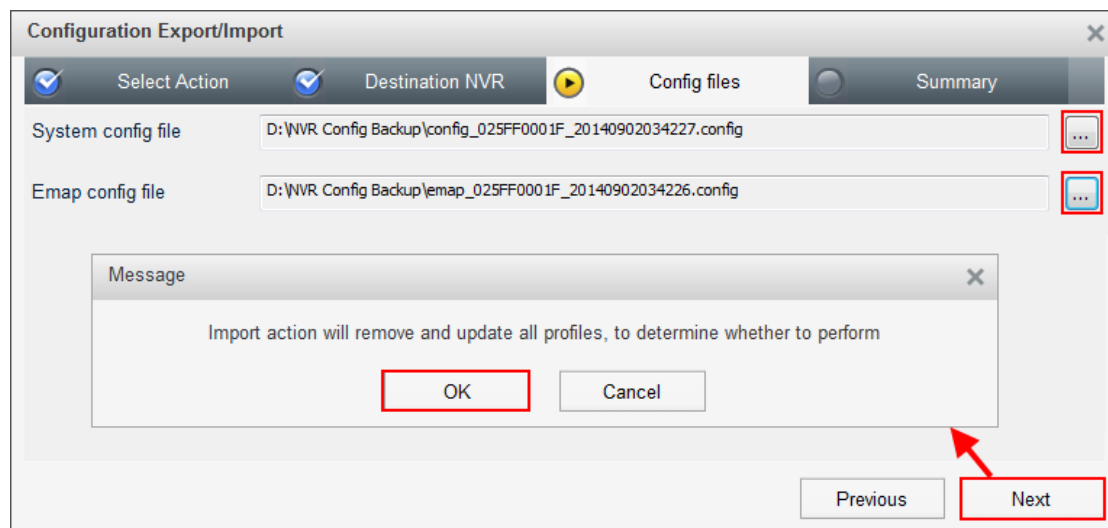 Configuration Export/Import
Select Action
Destination NVR
Config files
Summary
System config file
D:\NVR Config Backup\config_025FF0001F_20140902034227.config
...
Emap config file
D:\NVR Config Backup\emap_025FF0001F_20140902034226.config
...
Message
Import action will remove and update all profiles, to determine whether to perform
OK
Cancel
Previous
Next